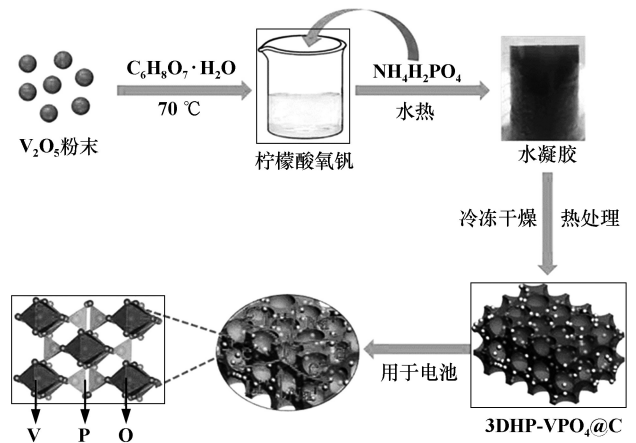 C₆H₈O₇·H₂O
70 ℃
V₂O₅粉末
柠檬酸氧钒
NH₄H₂PO₄
水热
水凝胶
冷冻干燥 热处理
用于电池
3DHP-VPO₄@C
V P O